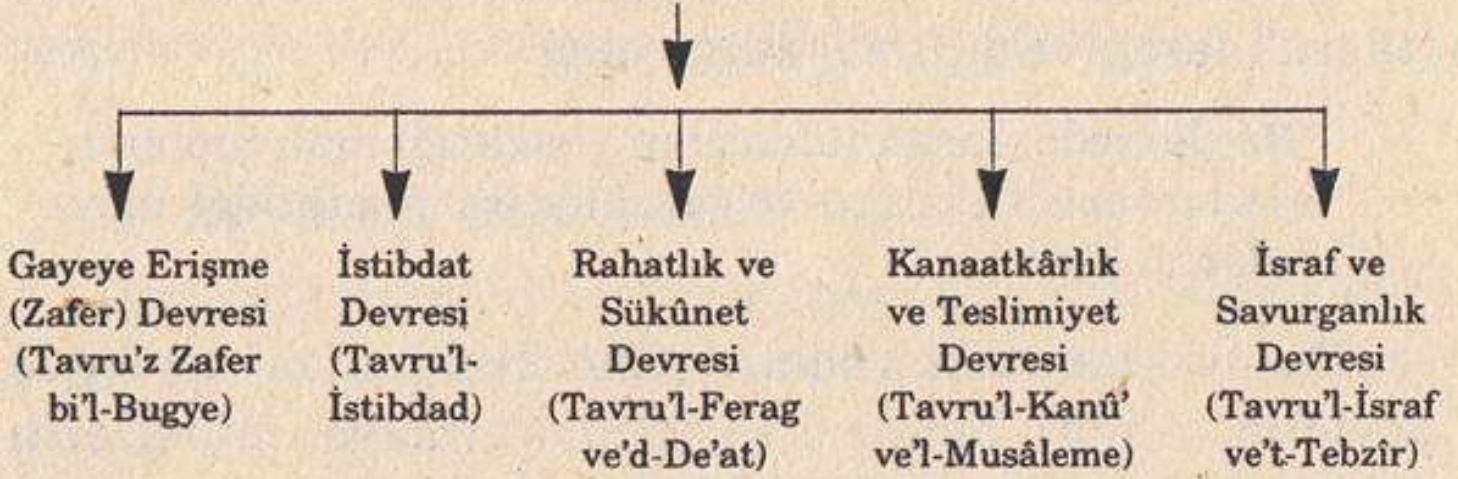 Gayeye Erişme
(Zafer) Devresi
(Tavru'z Zafer
bi'l-Bugye)
İstibdat
Devresi
(Tavru'l-
İstibdad)
Rahatlık ve
Sükûnet
Devresi
(Tavru'l-Ferag
ve'd-De'at)
Kanaatkârlık
ve Teslimiyet
Devresi
(Tavru'l-Kanû'
ve'l-Musâleme)
İsraf ve
Savurganlık
Devresi
(Tavru'l-İsraf
ve't-Tebzîr)